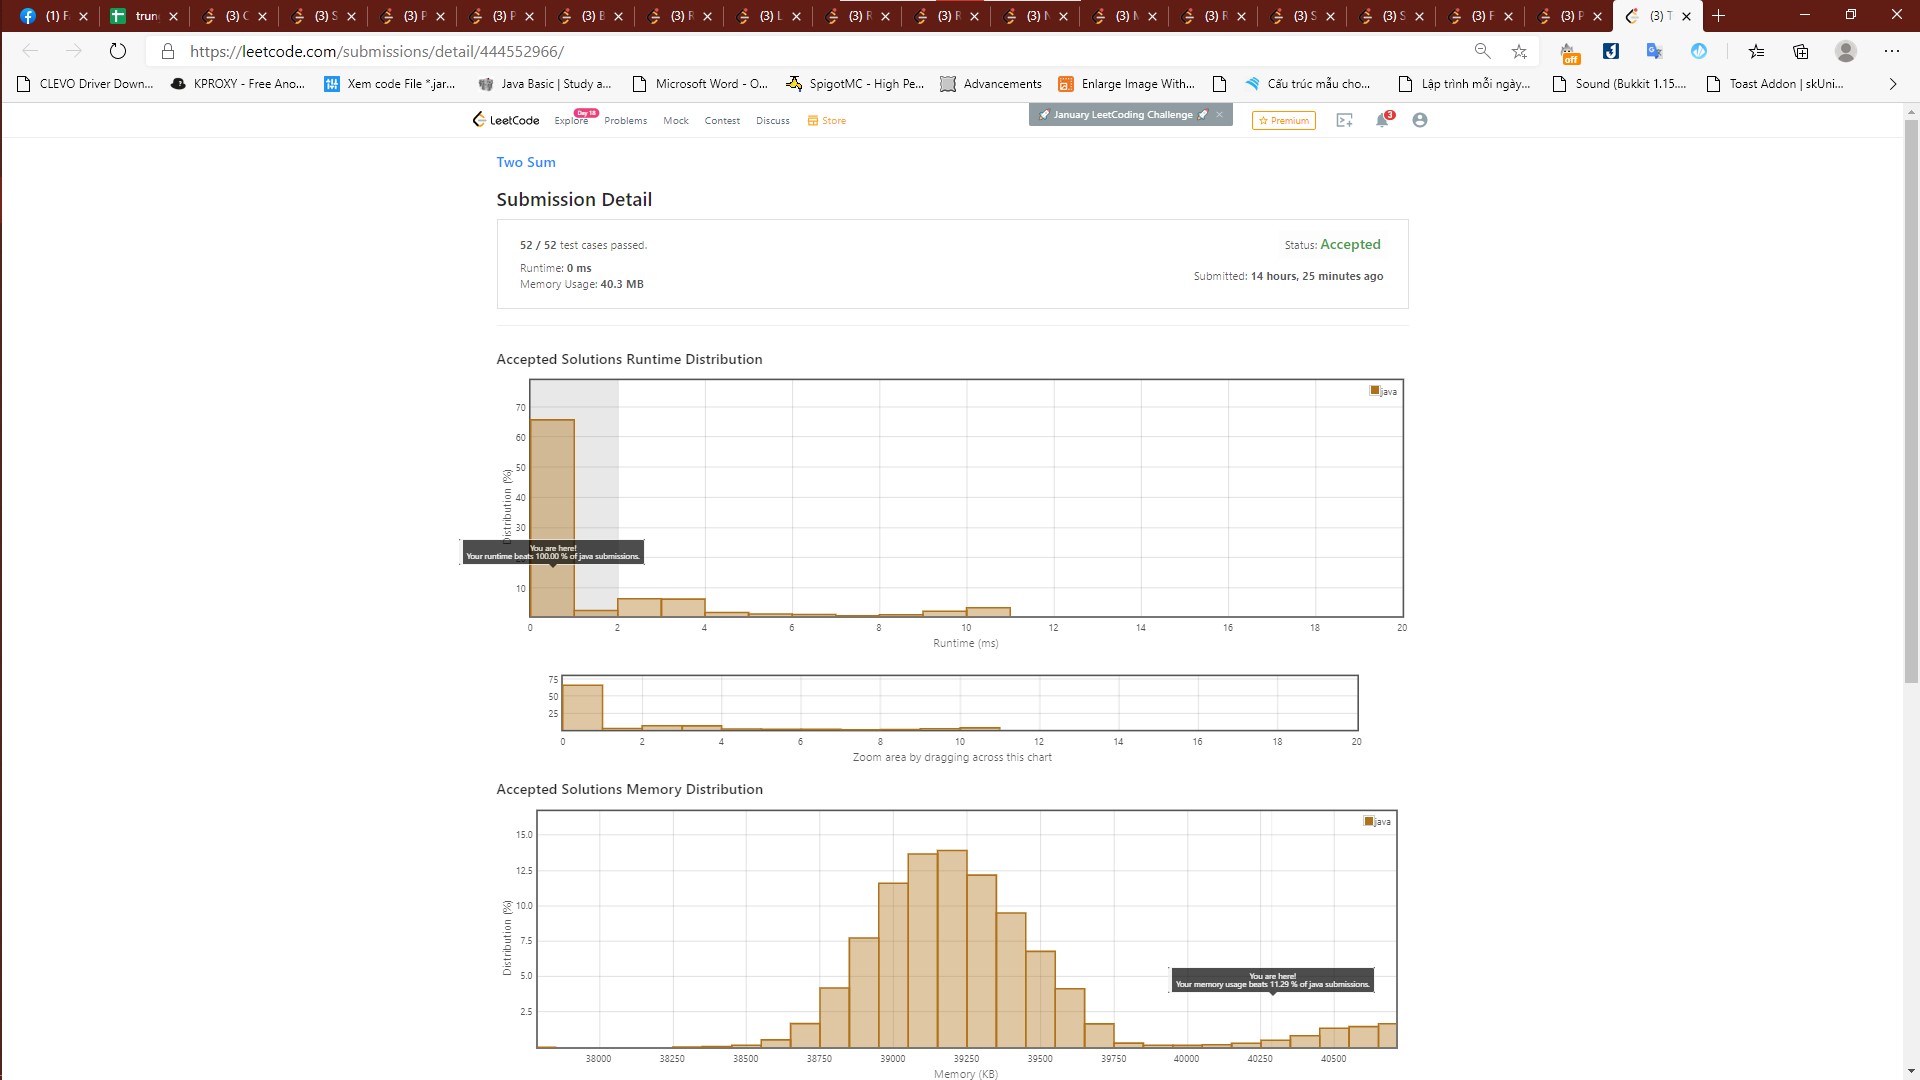 (1) F
trun
(3) C
(3) S
(3) P
(3) P
(3) B
(3) R
(3) L
(3) R
(3) R
(3) N
(3) M
(3) R
(3) S
(3) S
(3) F
(3) P
(3) T
https://leetcode.com/submissions/detail/444552966/
off
CLEVO Driver Down...
KPROXY - Free Ano...
Xem code File *.jar...
Java Basic | Study a...
Microsoft Word - O...
SpigotMC - High Pe...
Advancements
Enlarge Image With...
Cấu trúc mẫu cho...
Lập trình mỗi ngày...
Sound (Bukkit 1.15....
Toast Addon | skUni...
LeetCode
Explore
Day 18
Problems
Mock
Contest
Discuss
Store
January LeetCoding Challenge
Premium
3
Two Sum
Submission Detail
52 / 52 test cases passed.
Status: Accepted
Runtime: 0 ms
Submitted: 14 hours, 25 minutes ago
Memory Usage: 40.3 MB
Accepted Solutions Runtime Distribution
java
70
60
50
40
30
10
Distribution (%)
You are here!
Your runtime beats 100.00 % of java submissions.
0 2 4 6 8 10 12 14 16 18 20
Runtime (ms)
75
50
25
0 2 4 6 8 10 12 14 16 18 20
Zoom area by dragging across this chart
Accepted Solutions Memory Distribution
java
15.0
12.5
10.0
7.5
5.0
2.5
Distribution (%)
You are here!
Your memory usage beats 11.29 % of java submissions.
38000 38250 38500 38750 39000 39250 39500 39750 40000 40250 40500
Memory (KB)